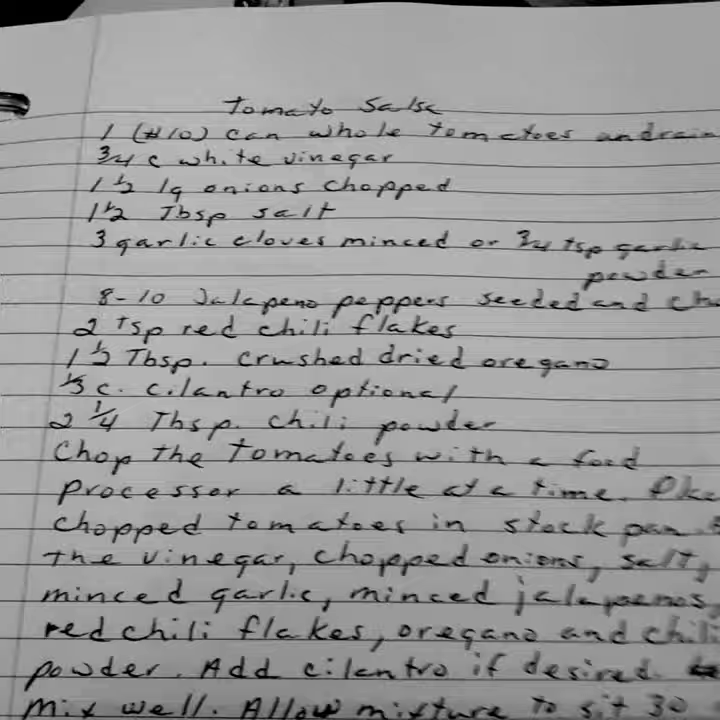 Tomato Salsa
1 (#10) can whole tomatoes
3/4 c white vinegar
1 1/2 lg onions chopped
1 1/2 Tbsp salt
3 garlic cloves minced or 3/4 tsp garlic
powder
8-10 Jalapeno peppers seeded and
2 Tsp red chili flakes
1 1/2 Tbsp. crushed dried oregano
1/3 c. cilantro optional
2 1/4 Tbsp. chili powder
Chop the tomatoes with a food
processor a little at a time.
chopped tomatoes in stock pan.
the vinegar, chopped onions, salt,
minced garlic, minced jalapenos,
red chili flakes, oregano and chili
powder. Add cilantro if desired.
Mix well. Allow mixture to sit 30